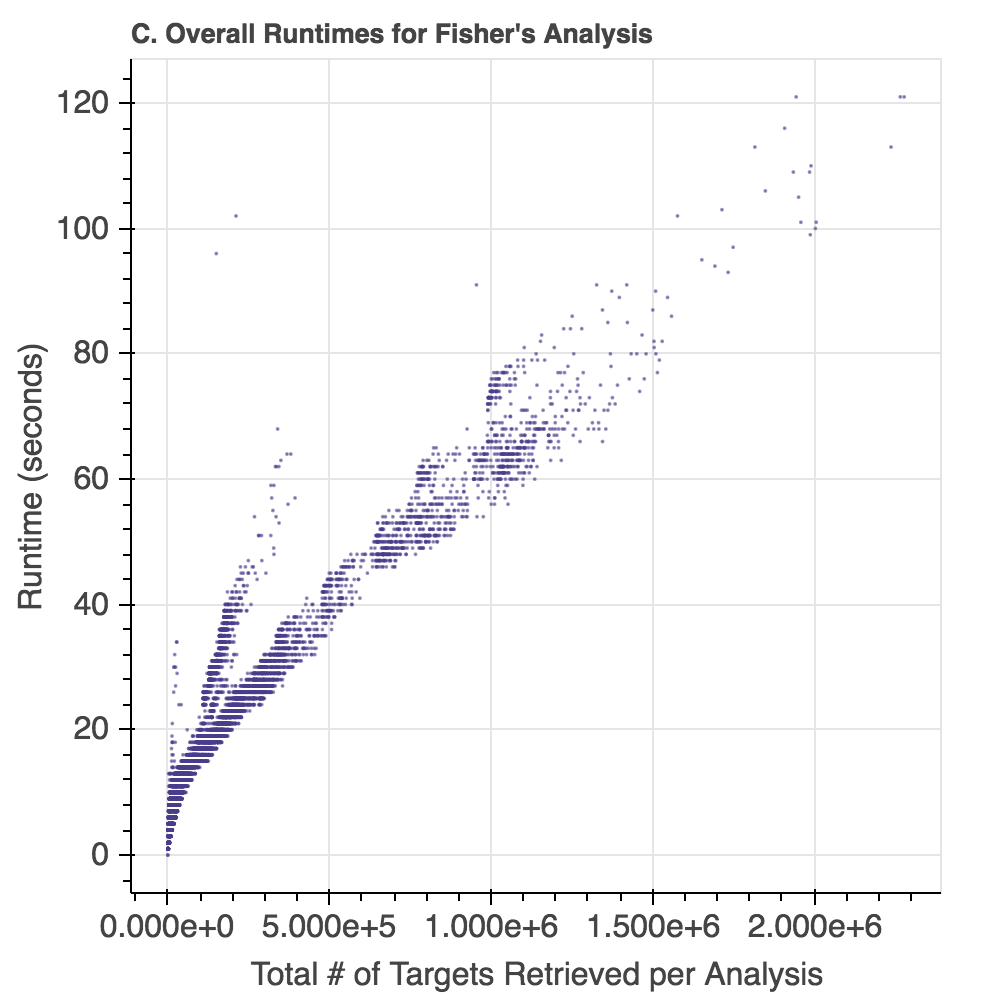 C. Overall Runtimes for Fisher's Analysis
120
100
80
60
40
20
0
Runtime (seconds)
0.000e+0 5.000e+5 1.000e+6 1.500e+6 2.000e+6
Total # of Targets Retrieved per Analysis